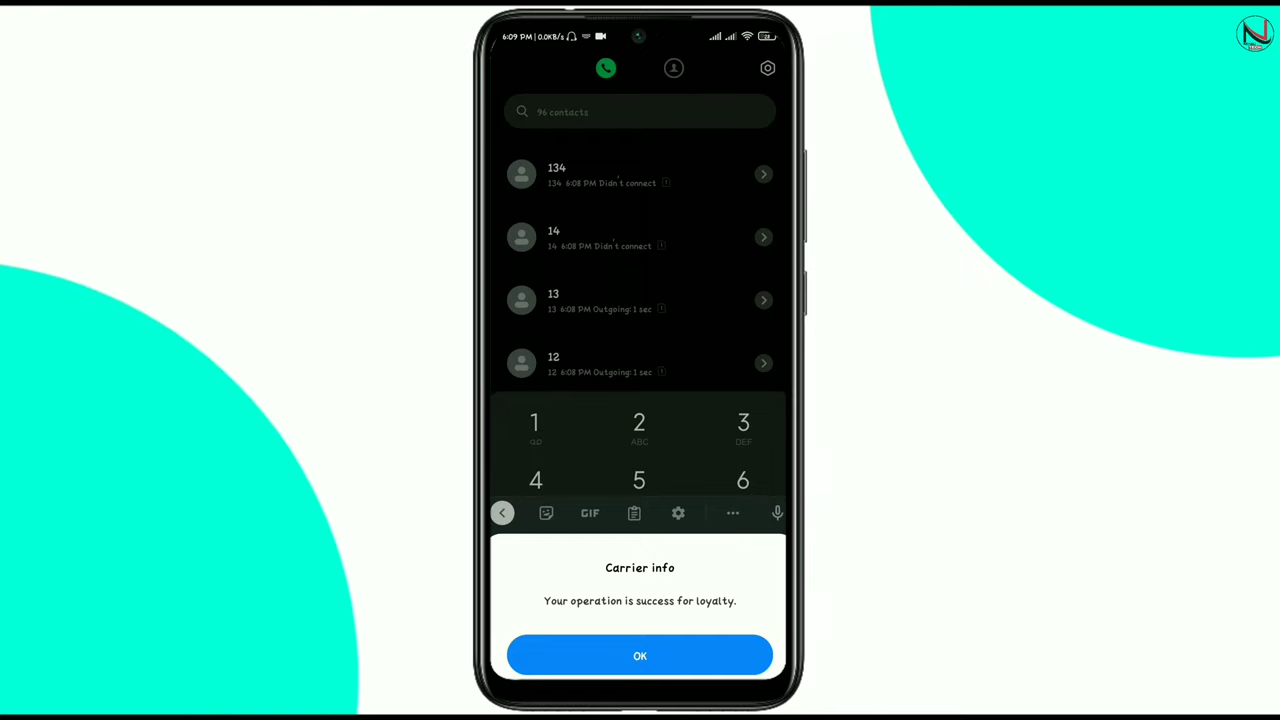 6:09 PM | 0.0KB/s
96 contacts
134
134 6:08 PM Didn't connect
14
14 6:08 PM Didn't connect
13
13 6:08 PM Outgoing: 1 sec
12
12 6:08 PM Outgoing: 1 sec
1 2 3
ABC DEF
4 5 6
GIF
Carrier info
Your operation is success for loyalty.
OK